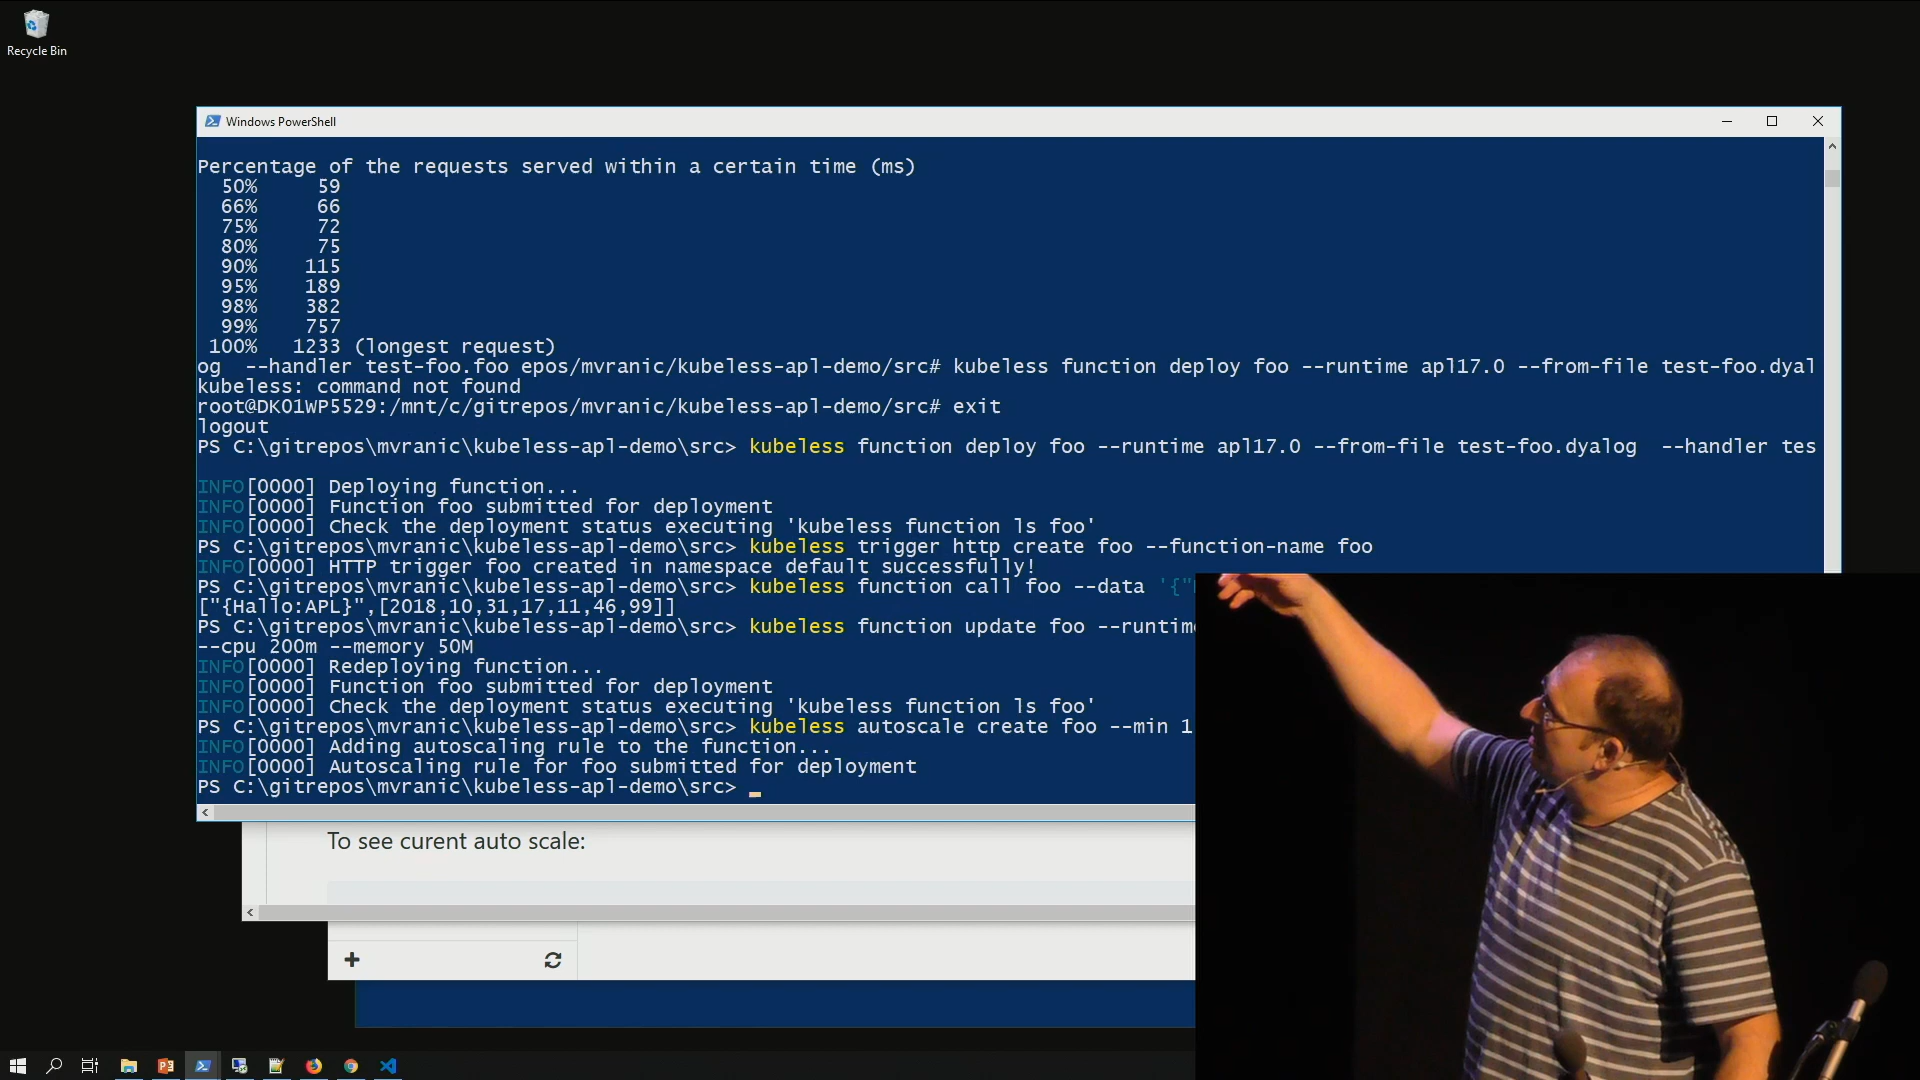 Recycle Bin
Windows PowerShell
Percentage of the requests served within a certain time (ms)
50% 59
66% 66
75% 72
80% 75
90% 115
95% 189
98% 382
99% 757
100% 1233 (longest request)
og --handler test-foo.foo epos/mvranic/kubeless-apl-demo/src# kubeless function deploy foo --runtime apl17.0 --from-file test-foo.dyal
kubeless: command not found
root@DK01WP5529:/mnt/c/gitrepos/mvranic/kubeless-apl-demo/src# exit
logout
PS C:\gitrepos\mvranic\kubeless-apl-demo\src> kubeless function deploy foo --runtime apl17.0 --from-file test-foo.dyalog --handler tes
INFO[0000] Deploying function...
INFO[0000] Function foo submitted for deployment
INFO[0000] Check the deployment status executing 'kubeless function ls foo'
PS C:\gitrepos\mvranic\kubeless-apl-demo\src> kubeless trigger http create foo --function-name foo
INFO[0000] HTTP trigger foo created in namespace default successfully!
PS C:\gitrepos\mvranic\kubeless-apl-demo\src> kubeless function call foo --data '{"
["{Hallo:APL}",[2018,10,31,17,11,46,99]]
PS C:\gitrepos\mvranic\kubeless-apl-demo\src> kubeless function update foo --runtime
--cpu 200m --memory 50M
INFO[0000] Redeploying function...
INFO[0000] Function foo submitted for deployment
INFO[0000] Check the deployment status executing 'kubeless function ls foo'
PS C:\gitrepos\mvranic\kubeless-apl-demo\src> kubeless autoscale create foo --min 1
INFO[0000] Adding autoscaling rule to the function...
INFO[0000] Autoscaling rule for foo submitted for deployment
PS C:\gitrepos\mvranic\kubeless-apl-demo\src>
To see curent auto scale: